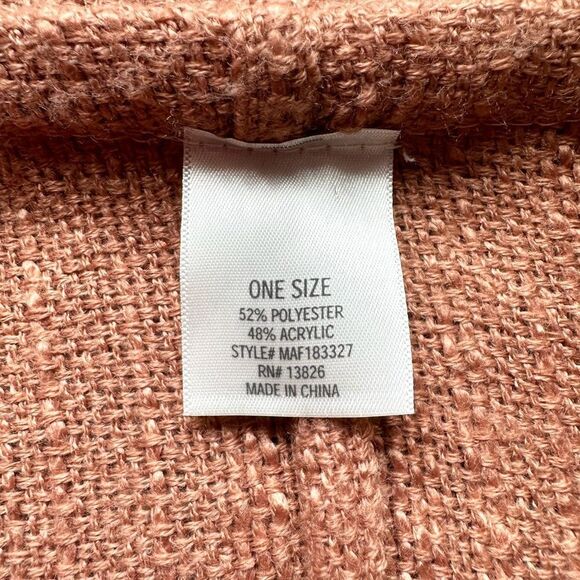 ONE SIZE
52% POLYESTER
48% ACRYLIC
STYLE# MAF183327
RN# 13826
MADE IN CHINA